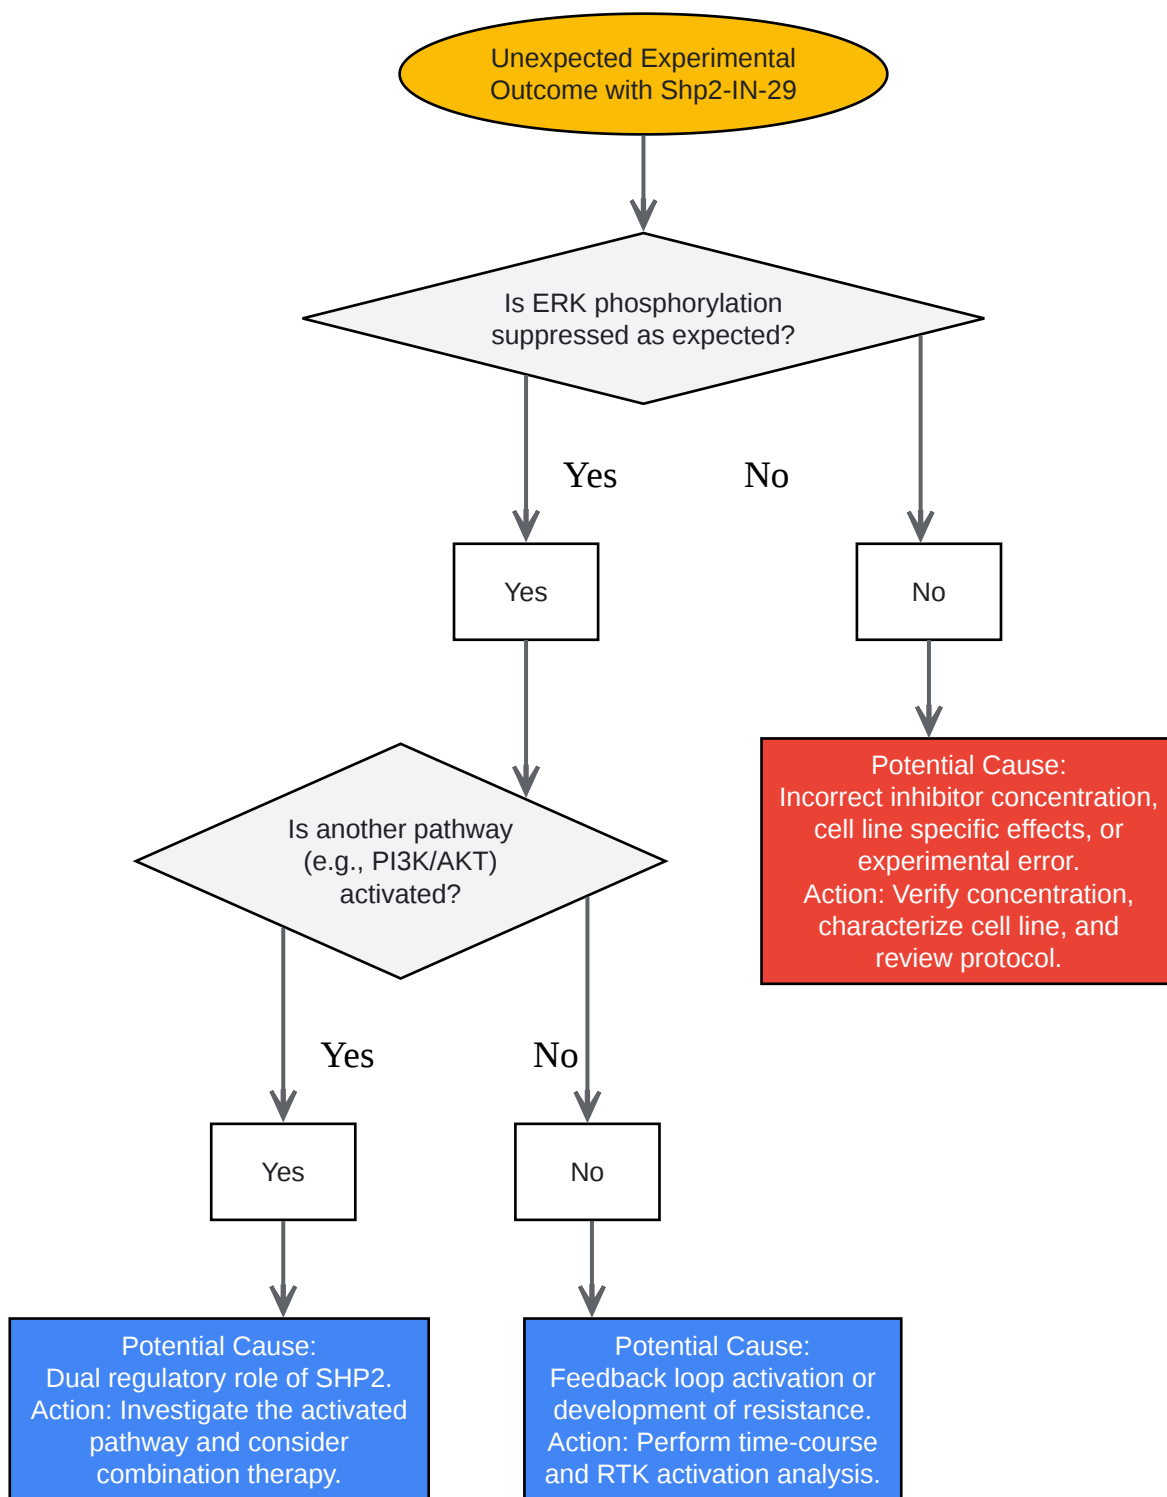 Unexpected Experimental
Outcome with Shp2-IN-29
Is ERK phosphorylation
suppressed as expected?
Yes
No
Yes
No
Potential Cause:
Incorrect inhibitor concentration,
cell line specific effects, or
experimental error.
Action: Verify concentration,
characterize cell line, and
review protocol.
Is another pathway
(e.g., PI3K/AKT)
activated?
Yes
No
Yes
No
Potential Cause:
Dual regulatory role of SHP2.
Action: Investigate the activated
pathway and consider
combination therapy.
Potential Cause:
Feedback loop activation or
development of resistance.
Action: Perform time-course
and RTK activation analysis.